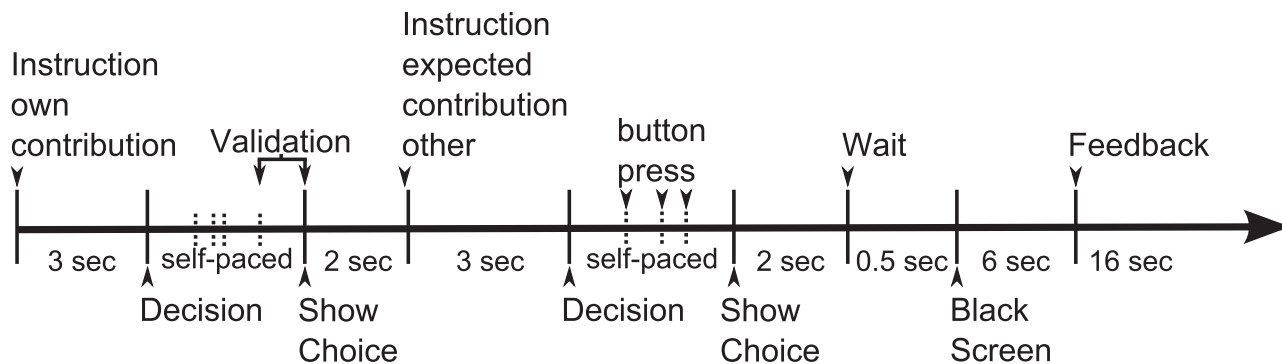 Instruction
own
contribution
Validation
Instruction
expected
contribution
other
button
press
Wait
Feedback
3 sec
self-paced
2 sec
3 sec
self-paced
2 sec
0.5 sec
6 sec
16 sec
Decision
Show
Choice
Decision
Show
Choice
Black
Screen